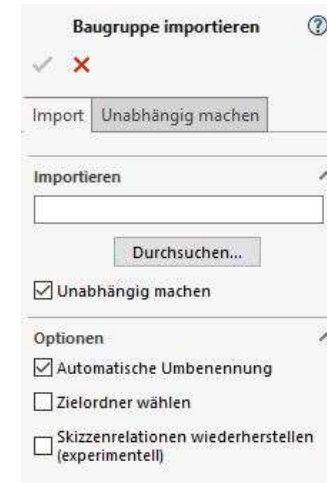 Baugruppe importieren
Import Unabhängig machen
Importieren
Durchsuchen...
Unabhängig machen
Optionen
Automatische Umbenennung
Zielordner wählen
Skizzenrelationen wiederherstellen
(experimentell)